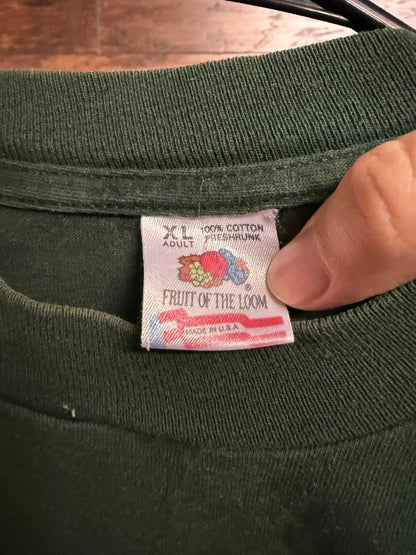 XL 100% COTTON
ADULT PRESHRUNK
®
FRUIT OF THE LOOM
MADE IN U.S.A.